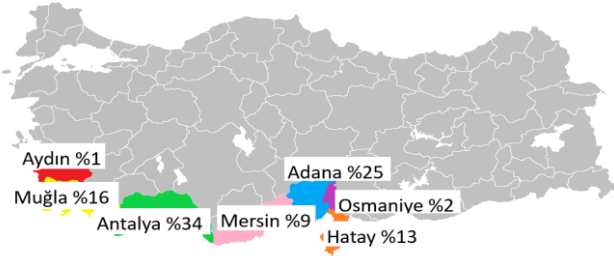 Aydın %1
Muğla %16
Antalya %34
Mersin %9
Adana %25
Osmaniye %2
Hatay %13